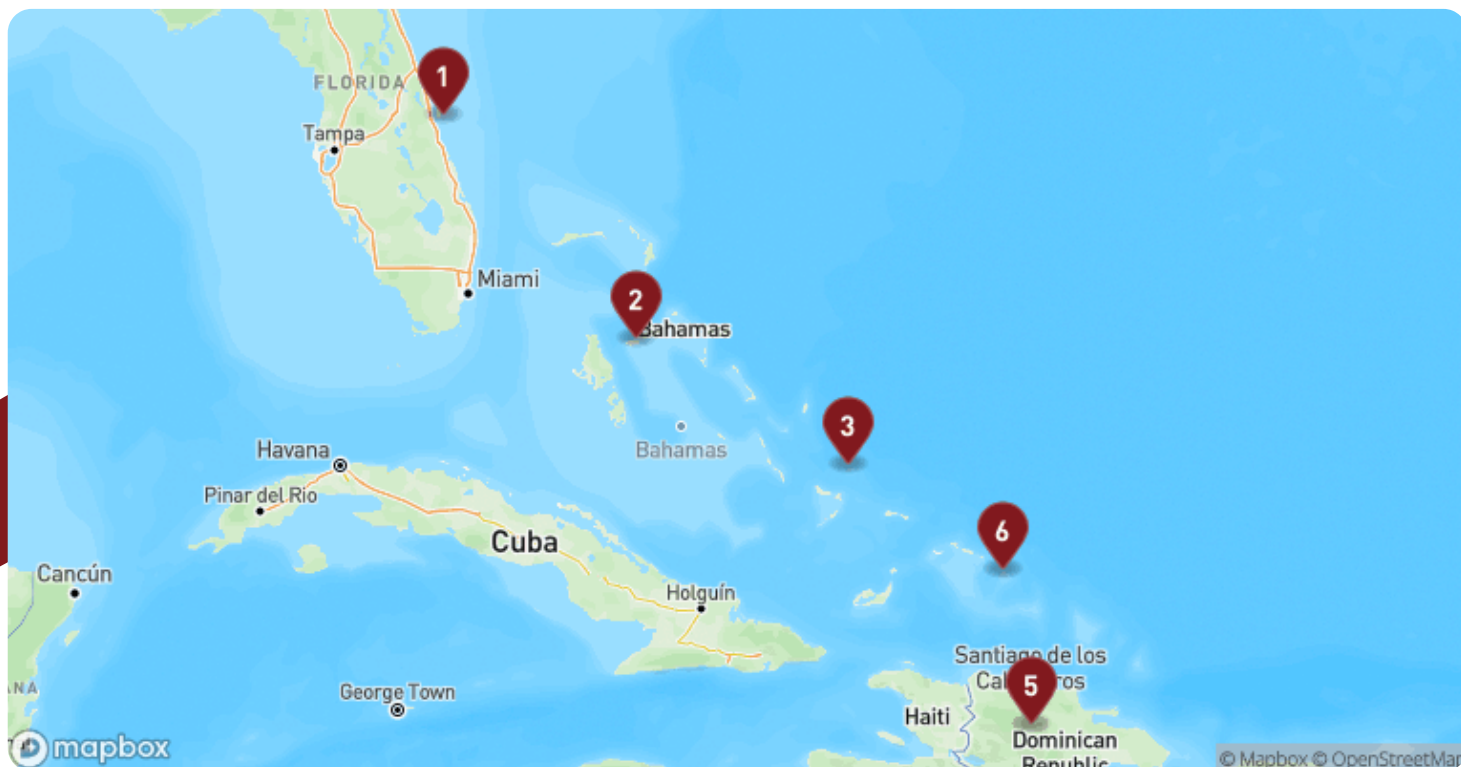 1
FLORIDA
Tampa
Miami
2
Bahamas
3
Bahamas
Havana
Pinar del Rio
6
Cuba
Cancún
Holguín
Santiago de los
5
George Town
Haiti
Dominican
Republic
mapbox
© Mapbox © OpenStreetMap